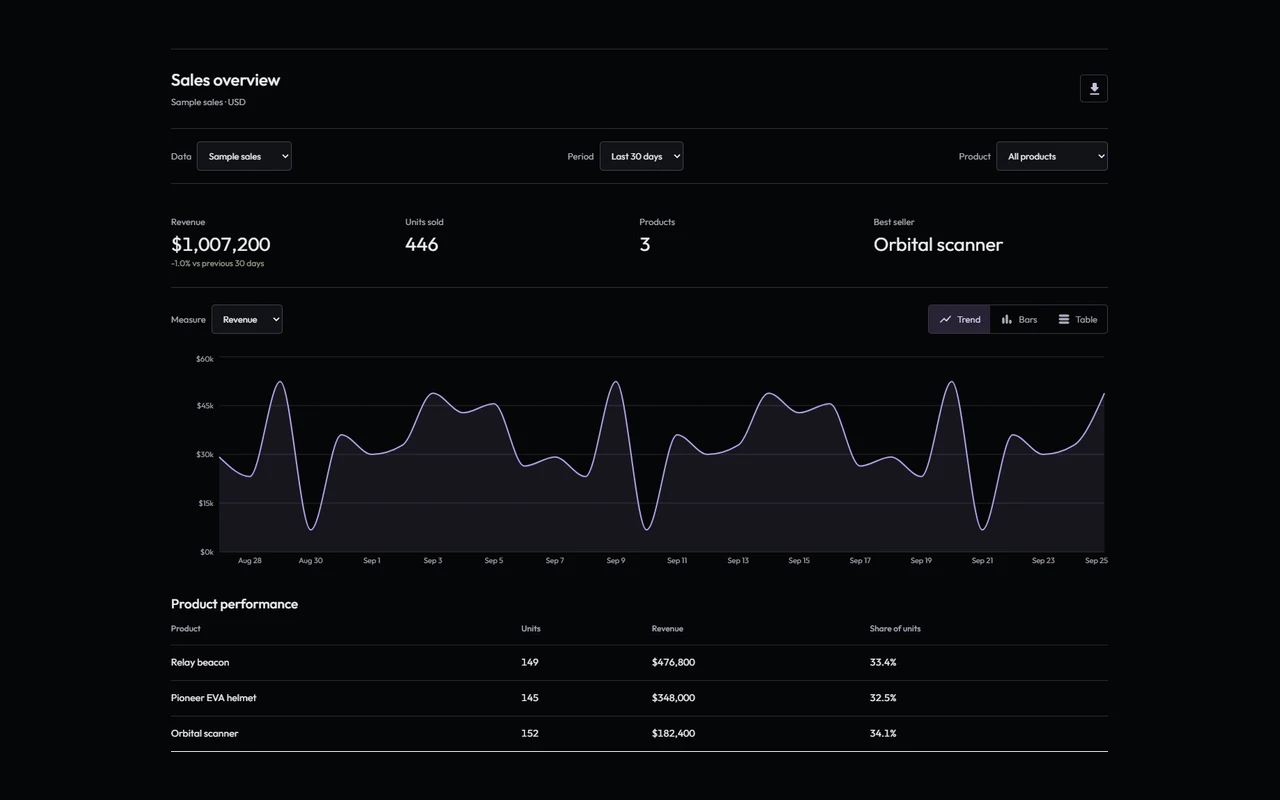 Sales overview
Sample sales · USD
Data Sample sales Period Last 30 days Product All products
Revenue Units sold Products Best seller
$1,007,200 446 3 Orbital scanner
-1.0% vs previous 30 days
Measure Revenue Trend Bars Table
$60k
$45k
$30k
$15k
$0k
Aug 28 Aug 30 Sep 1 Sep 3 Sep 5 Sep 7 Sep 9 Sep 11 Sep 13 Sep 15 Sep 17 Sep 19 Sep 21 Sep 23 Sep 25
Product performance
Product Units Revenue Share of units
Relay beacon 149 $476,800 33.4%
Pioneer EVA helmet 145 $348,000 32.5%
Orbital scanner 152 $182,400 34.1%